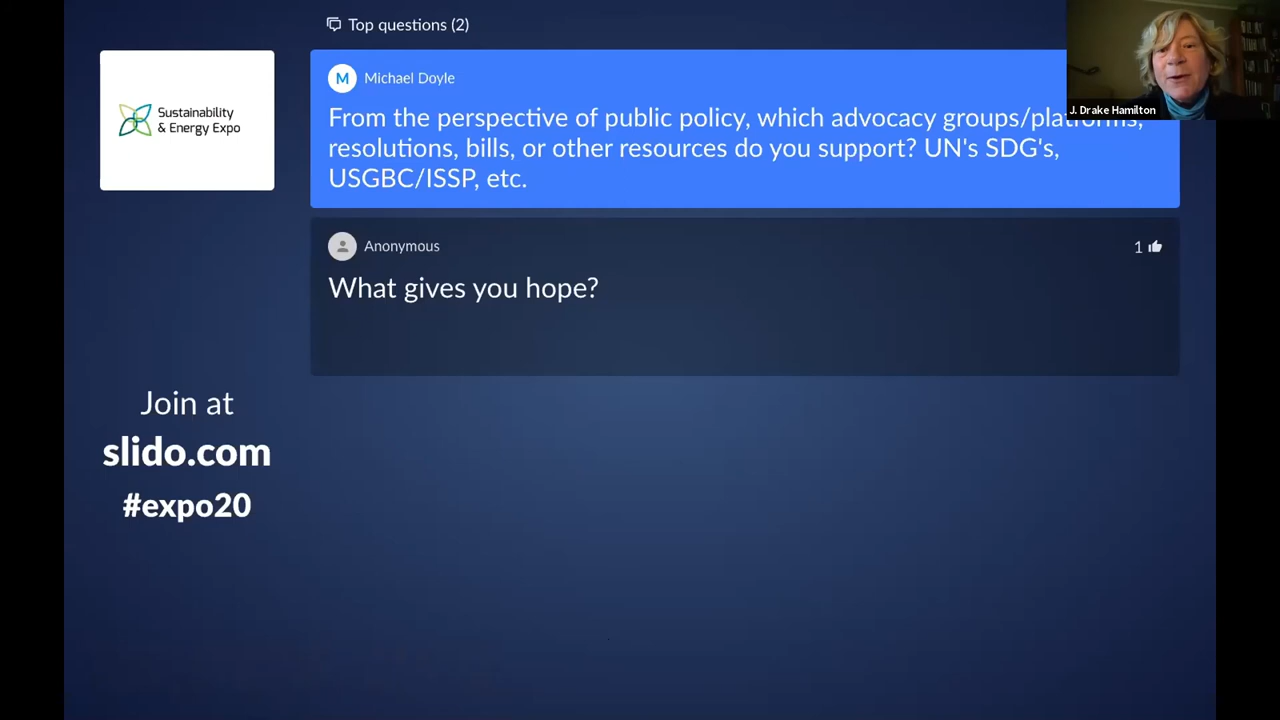 Top questions (2)
Sustainability
& Energy Expo
M Michael Doyle
J. Drake Hamilton
From the perspective of public policy, which advocacy groups/platforms,
resolutions, bills, or other resources do you support? UN's SDG's,
USGBC/ISSP, etc.
Anonymous
1
What gives you hope?
Join at
slido.com
#expo20